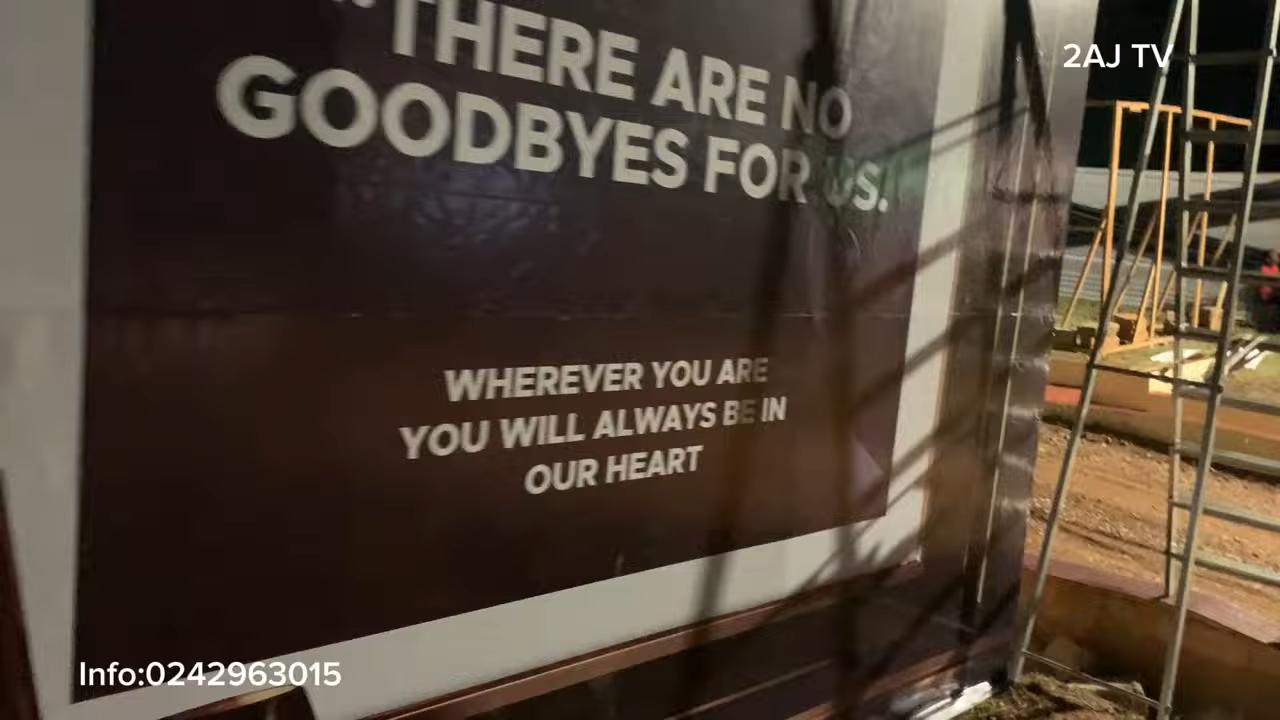 THERE ARE NO
GOODBYES FOR US.
WHEREVER YOU ARE
YOU WILL ALWAYS BE IN
OUR HEART
2AJ TV
Info:0242963015